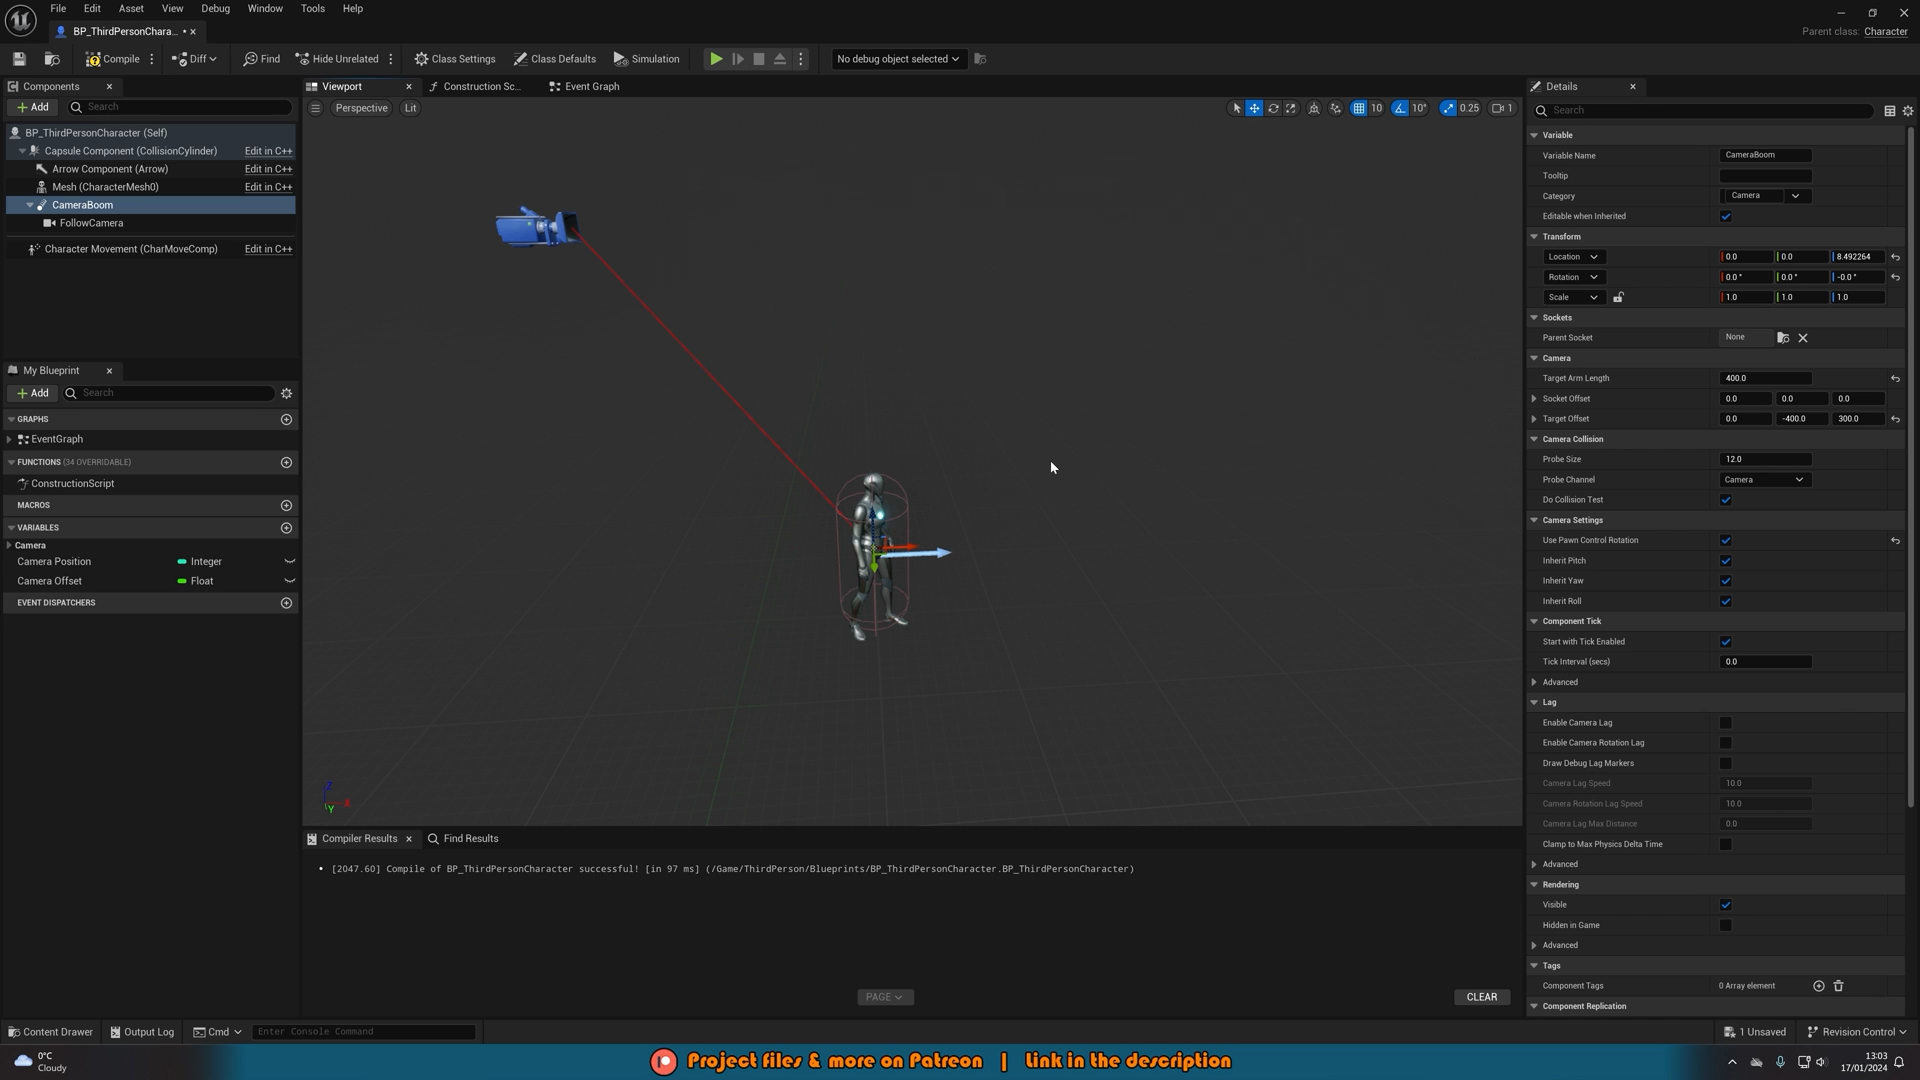 File Edit Asset View Debug Window Tools Help
BP_ThirdPersonChara...
Parent class: Character
Compile Diff Find Hide Unrelated Class Settings Class Defaults Simulation No debug object selected
Components
Add Search
BP_ThirdPersonCharacter (Self)
Capsule Component (CollisionCylinder) Edit in C++
Arrow Component (Arrow) Edit in C++
Mesh (CharacterMesh0) Edit in C++
CameraBoom
FollowCamera
Character Movement (CharMoveComp) Edit in C++
My Blueprint
Add Search
GRAPHS
EventGraph
FUNCTIONS (34 OVERRIDABLE)
ConstructionScript
MACROS
VARIABLES
Camera
Camera Position Integer
Camera Offset Float
EVENT DISPATCHERS
Viewport Construction Sc... Event Graph
Perspective Lit 10 10° 0.25 1
Z
X
Y
Compiler Results Find Results
• [2047.60] Compile of BP_ThirdPersonCharacter successful! [in 97 ms] (/Game/ThirdPerson/Blueprints/BP_ThirdPersonCharacter.BP_ThirdPersonCharacter)
PAGE CLEAR
Details
Search
Variable
Variable Name CameraBoom
Tooltip
Category Camera
Editable when Inherited
Transform
Location 0.0 0.0 8.492264
Rotation 0.0 ° 0.0 ° -0.0 °
Scale 1.0 1.0 1.0
Sockets
Parent Socket None
Camera
Target Arm Length 400.0
Socket Offset 0.0 0.0 0.0
Target Offset 0.0 -400.0 300.0
Camera Collision
Probe Size 12.0
Probe Channel Camera
Do Collision Test
Camera Settings
Use Pawn Control Rotation
Inherit Pitch
Inherit Yaw
Inherit Roll
Component Tick
Start with Tick Enabled
Tick Interval (secs) 0.0
Advanced
Lag
Enable Camera Lag
Enable Camera Rotation Lag
Draw Debug Lag Markers
Camera Lag Speed 10.0
Camera Rotation Lag Speed 10.0
Camera Lag Max Distance 0.0
Clamp to Max Physics Delta Time
Advanced
Rendering
Visible
Hidden in Game
Advanced
Tags
Component Tags 0 Array element
Component Replication
Content Drawer Output Log Cmd Enter Console Command 1 Unsaved Revision Control
0°C
Cloudy
Project files & more on Patreon | Link in the description
13:03
17/01/2024